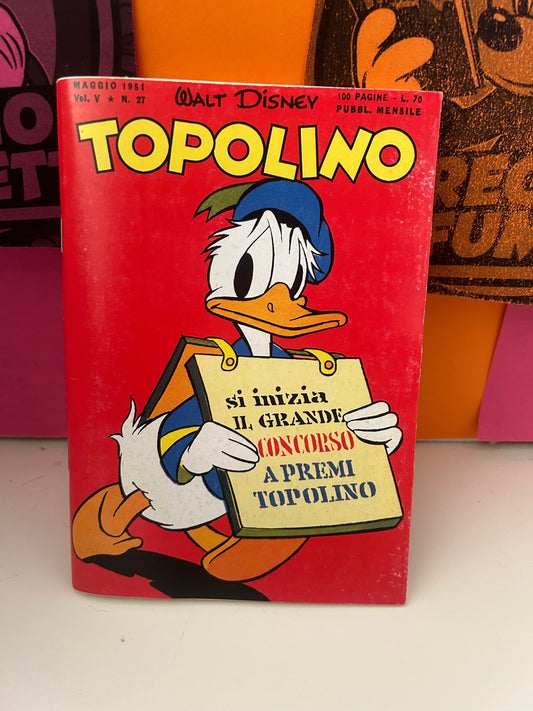 MAGGIO 1951
Vol. V ★ N. 27
WALT DISNEY
100 PAGINE - L. 70
PUBBL. MENSILE
TOPOLINO
si inizia
IL GRANDE
CONCORSO
A PREMI
TOPOLINO